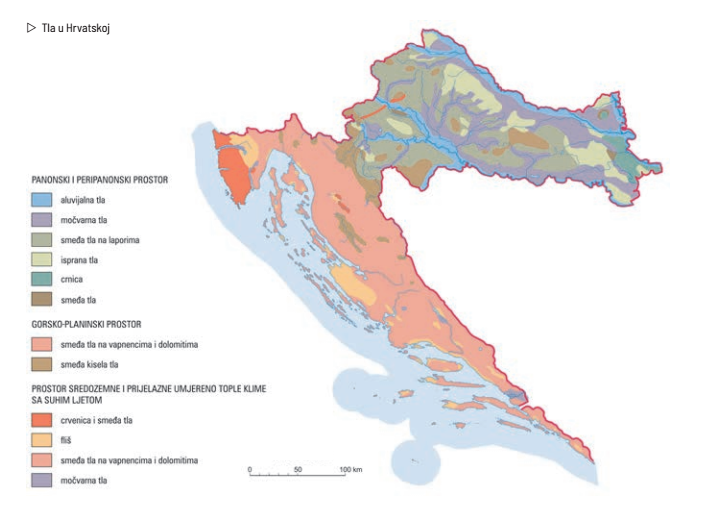 ▷ Tla u Hrvatskoj
PANONSKI I PERIPANONSKI PROSTOR
aluvijalna tla
močvarna tla
smeđa tla na laporima
isprana tla
crnica
smeđa tla
GORSKO-PLANINSKI PROSTOR
smeđa tla na vapnencima i dolomitima
smeđa kisela tla
PROSTOR SREDOZEMNE I PRIJELAZNE UMJERENO TOPLE KLIME
SA SUHIM LJETOM
crvenica i smeđa tla
fliš
smeđa tla na vapnencima i dolomitima
močvarna tla
0 50 100 km